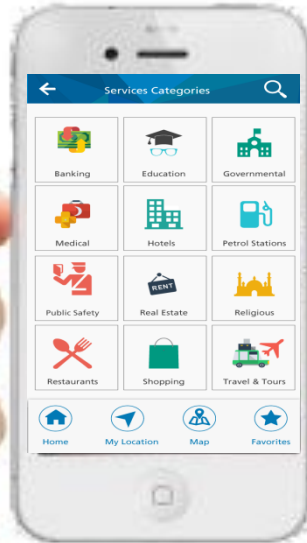 Services Categories
Banking
Education
Governmental
Medical
Hotels
Petrol Stations
Public Safety
RENT
Real Estate
Religious
Restaurants
Shopping
Travel & Tours
Home
My Location
Map
Favorites